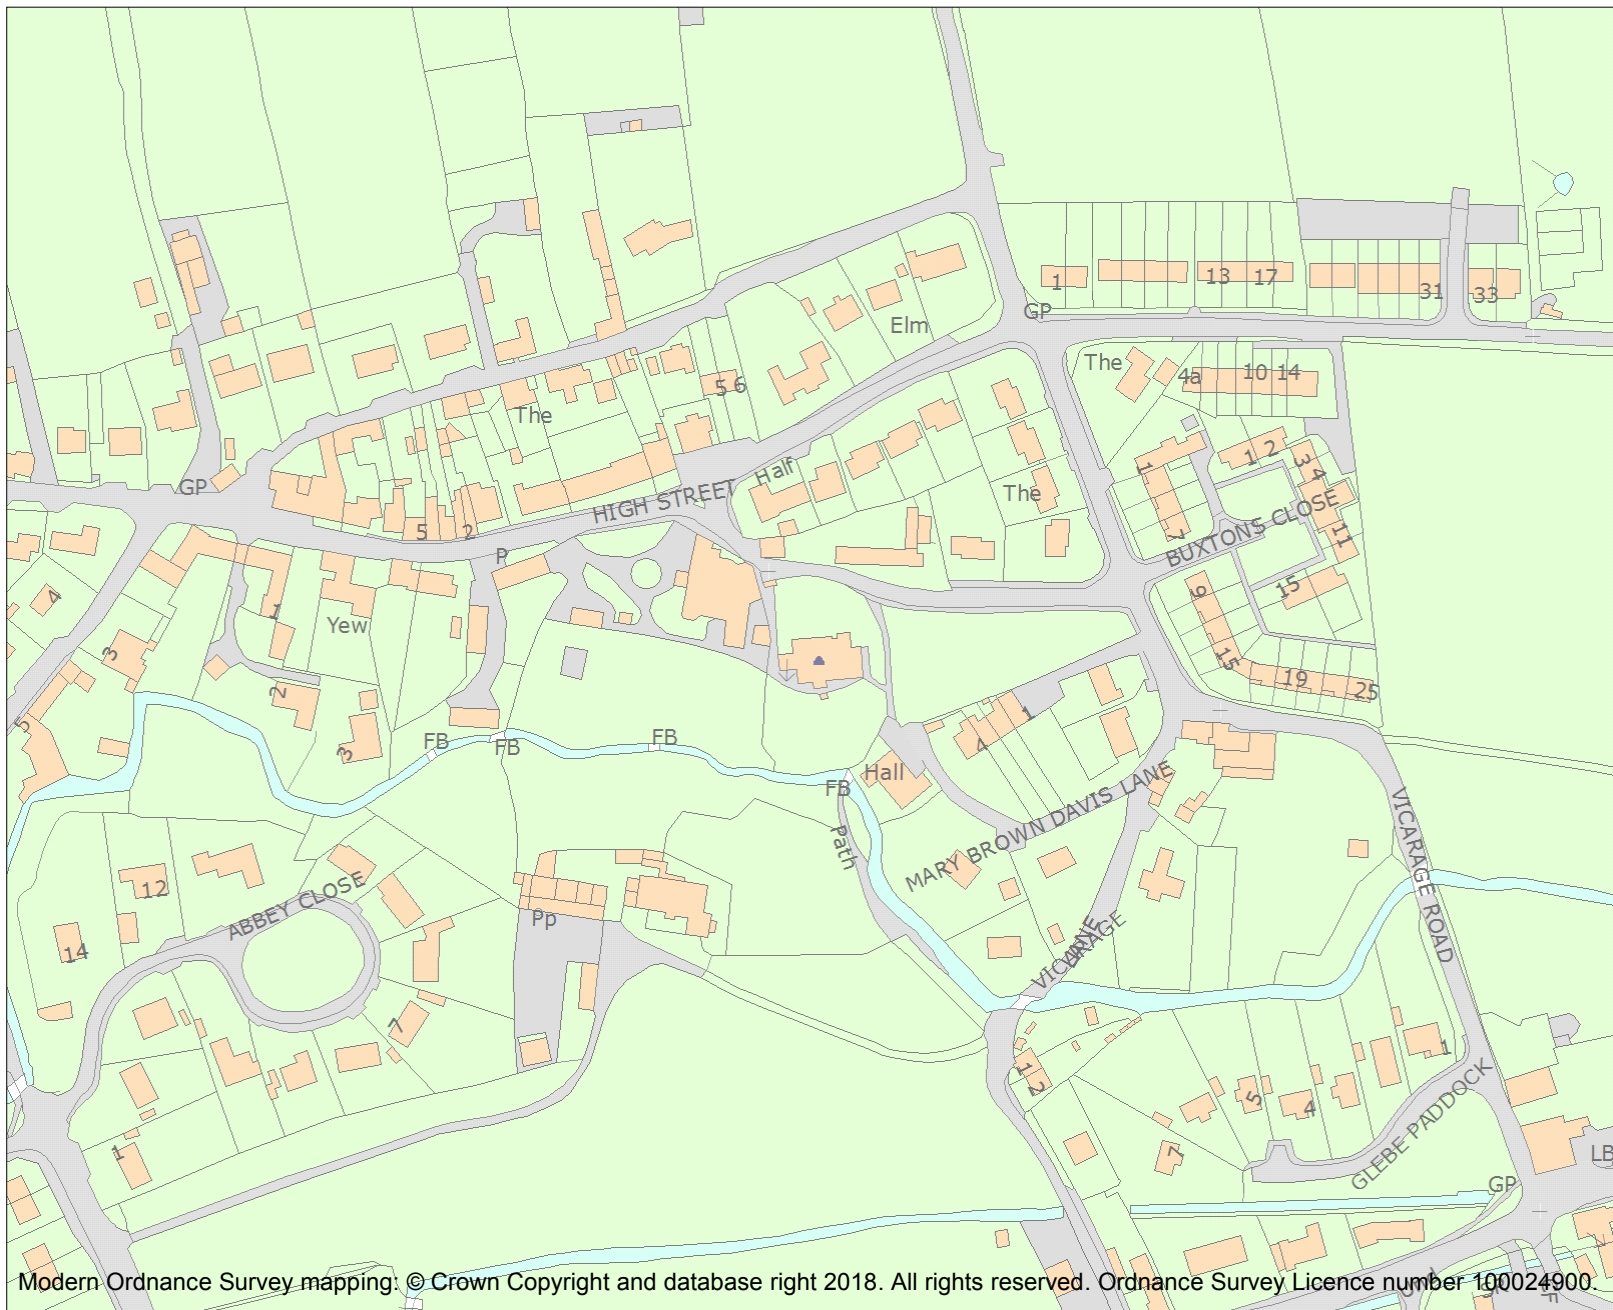 1
13
17
31
33
GP
Elm
The
4a
10
14
5 6
The
1
2
3
4
Half
The
HIGH STREET
GP
5
2
P
BUXTONS CLOSE
7
11
9
15
15
19
25
4
1
Yew
3
2
3
5
FB
FB
FB
FB
Hall
4
1
MARY BROWN DAVIS LANE
Path
VICARAGE ROAD
12
ABBEY CLOSE
14
Pp
7
VICARAGE
LANE
1
2
1
5
4
7
GLEBE PADDOCK
1
LB
GP
Modern Ordnance Survey mapping: © Crown Copyright and database right 2018. All rights reserved. Ordnance Survey Licence number 100024900.